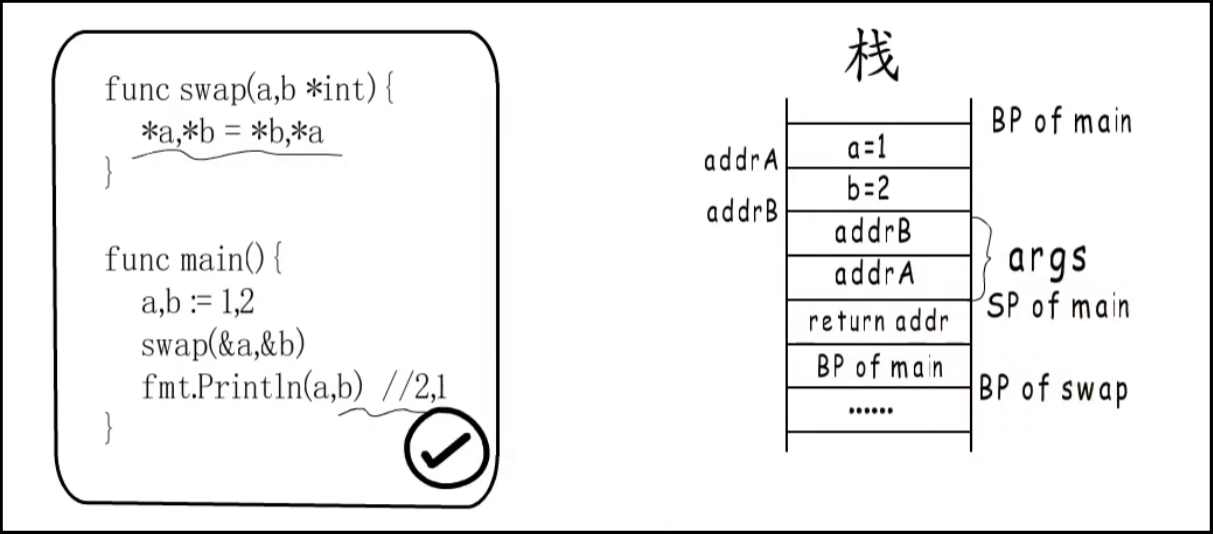 func swap(a,b *int){
*a,*b = *b,*a
}
func main(){
a,b := 1,2
swap(&a,&b)
fmt.Println(a,b) //2,1
}
栈
BP of main
addrA
a=1
b=2
addrB
addrB
addrA
args
SP of main
return addr
BP of main
BP of swap
......